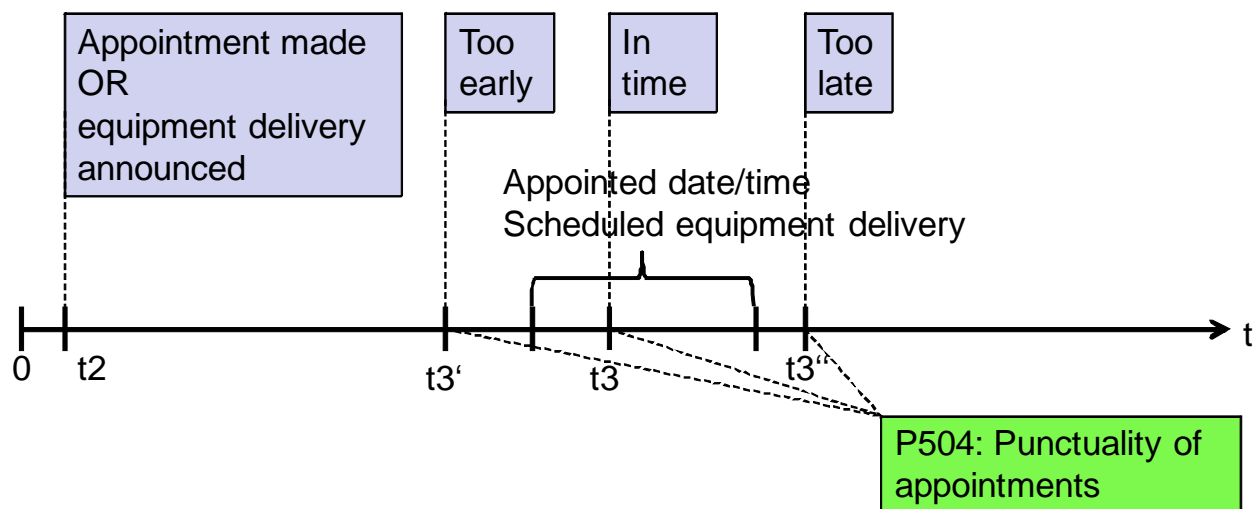 Appointment made
OR
equipment delivery
announced
Too
early
In
time
Too
late
Appointed date/time
Scheduled equipment delivery
t
0
t2
t3‘
t3
t3“
P504: Punctuality of
appointments